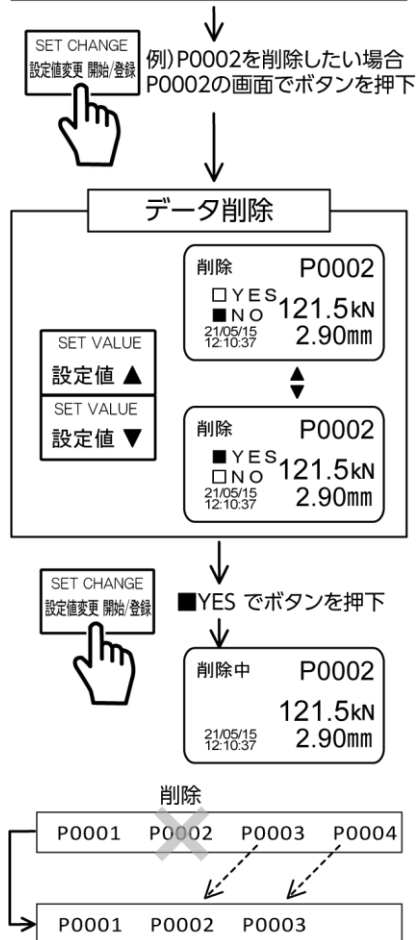 SET CHANGE
設定値変更 開始/登録
例)P0002を削除したい場合
P0002の画面でボタンを押下
データ削除
削除 P0002
□YES
■NO
121.5kN
21/05/15
12:10:37
2.90mm
SET VALUE
設定値 ▲
SET VALUE
設定値 ▼
▲
▼
削除 P0002
■YES
□NO
121.5kN
21/05/15
12:10:37
2.90mm
SET CHANGE
設定値変更 開始/登録
■YES でボタンを押下
削除中 P0002
121.5kN
21/05/15
12:10:37
2.90mm
削除
P0001 P0002 P0003 P0004
P0001 P0002 P0003